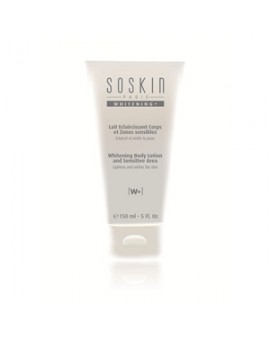 SOSKIN
PARIS
WHITENING+
Lait Eclaircissant Corps
et Zones sensibles
Whitening Body Lotion
and Sensitive Area
[W+]
℮ 150 ml - 5 fl. oz